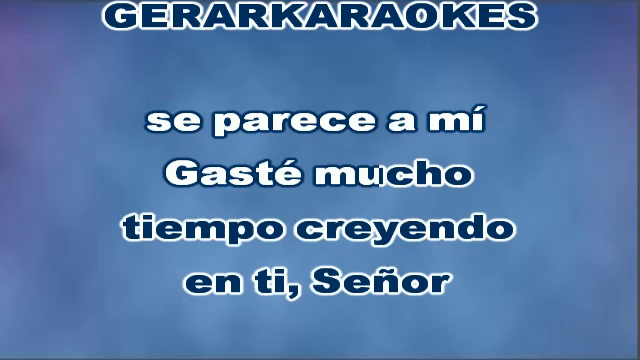 GERARKARAOKES
se parece a mí
Gasté mucho
tiempo creyendo
en ti, Señor